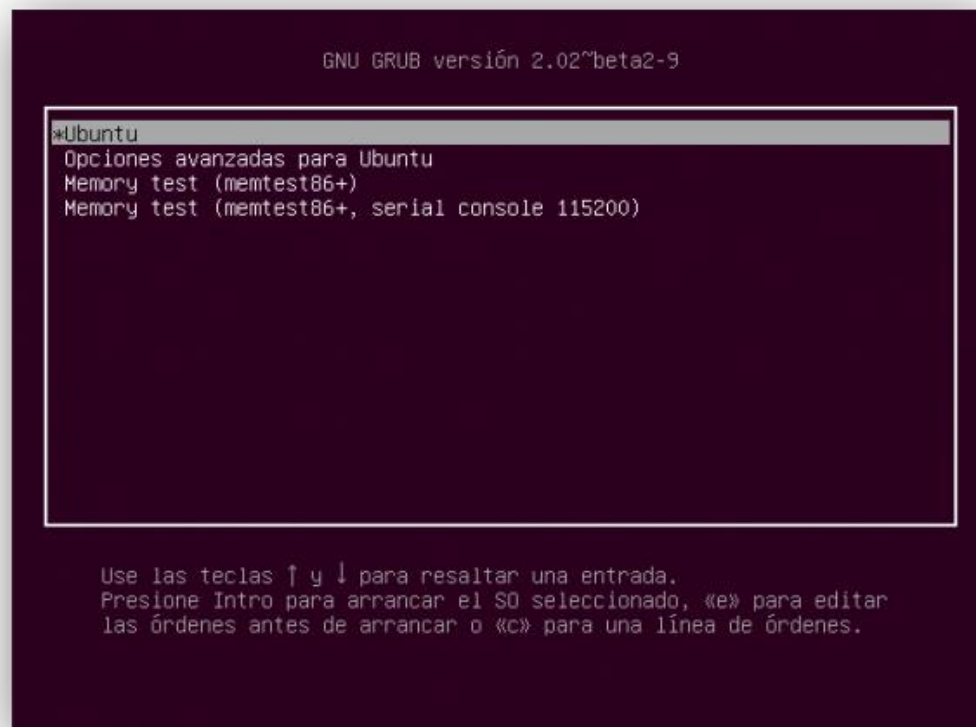 GNU GRUB versión 2.02~beta2-9
*Ubuntu
Opciones avanzadas para Ubuntu
Memory test (memtest86+)
Memory test (memtest86+, serial console 115200)
Use las teclas ↑ y ↓ para resaltar una entrada.
Presione Intro para arrancar el SO seleccionado, «e» para editar
las órdenes antes de arrancar o «c» para una línea de órdenes.